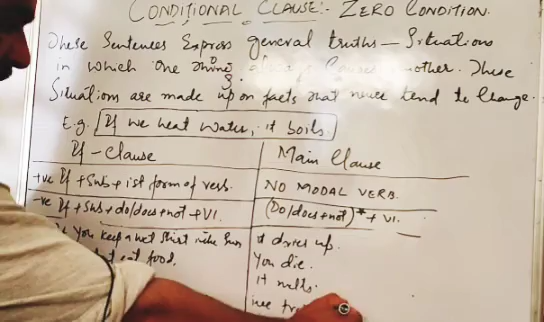 CONDITIONAL CLAUSE:- ZERO CONDITION.
These Sentences Express general truths - Situations
in which one thing always Causes another. These
Situations are made up on facts that never tend to Change.
E.g. If we heat water, it boils.
If - Clause Main Clause
+ve If + Sub + ist form of verb. NO MODAL VERB.
-ve If + Sub + do/does + not + V1. (Do/does + not)* + V1.
You Keep a wet Shirt in the Sun it dries up.
eat food. You die.
It melts.